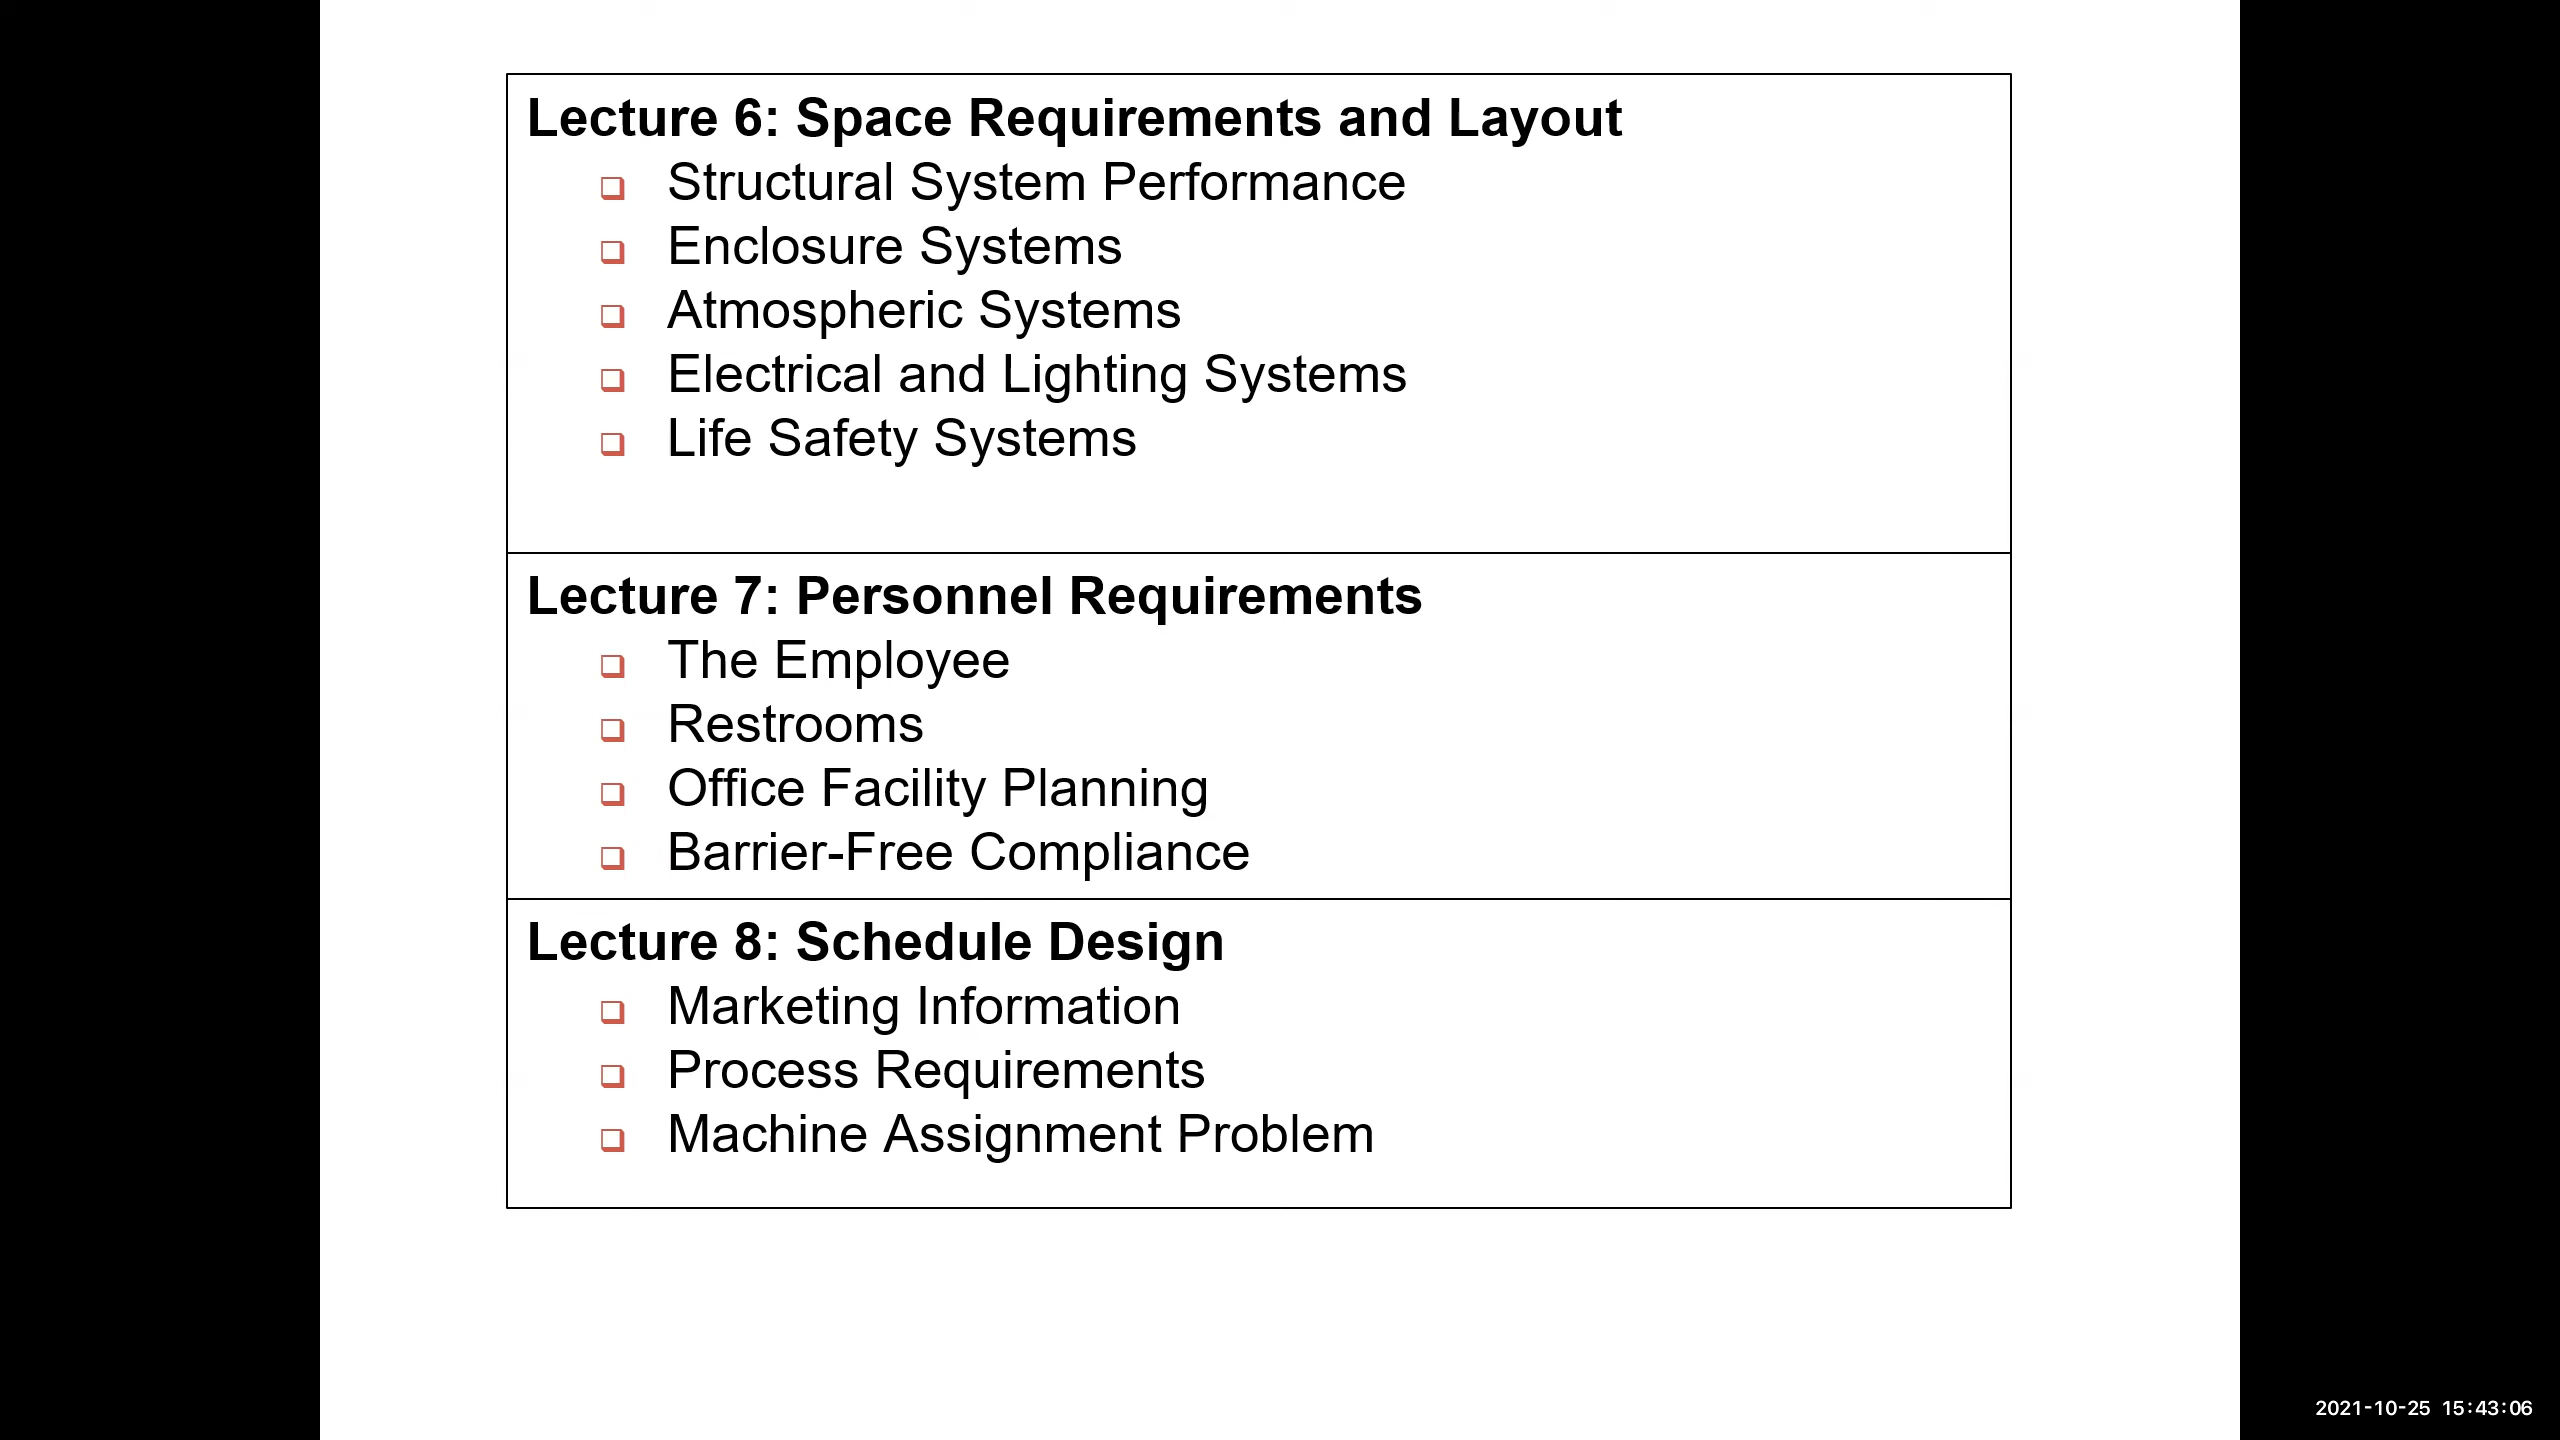 Lecture 6: Space Requirements and Layout
Structural System Performance
Enclosure Systems
Atmospheric Systems
Electrical and Lighting Systems
Life Safety Systems
Lecture 7: Personnel Requirements
The Employee
Restrooms
Office Facility Planning
Barrier-Free Compliance
Lecture 8: Schedule Design
Marketing Information
Process Requirements
Machine Assignment Problem
2021-10-25 15:43:06